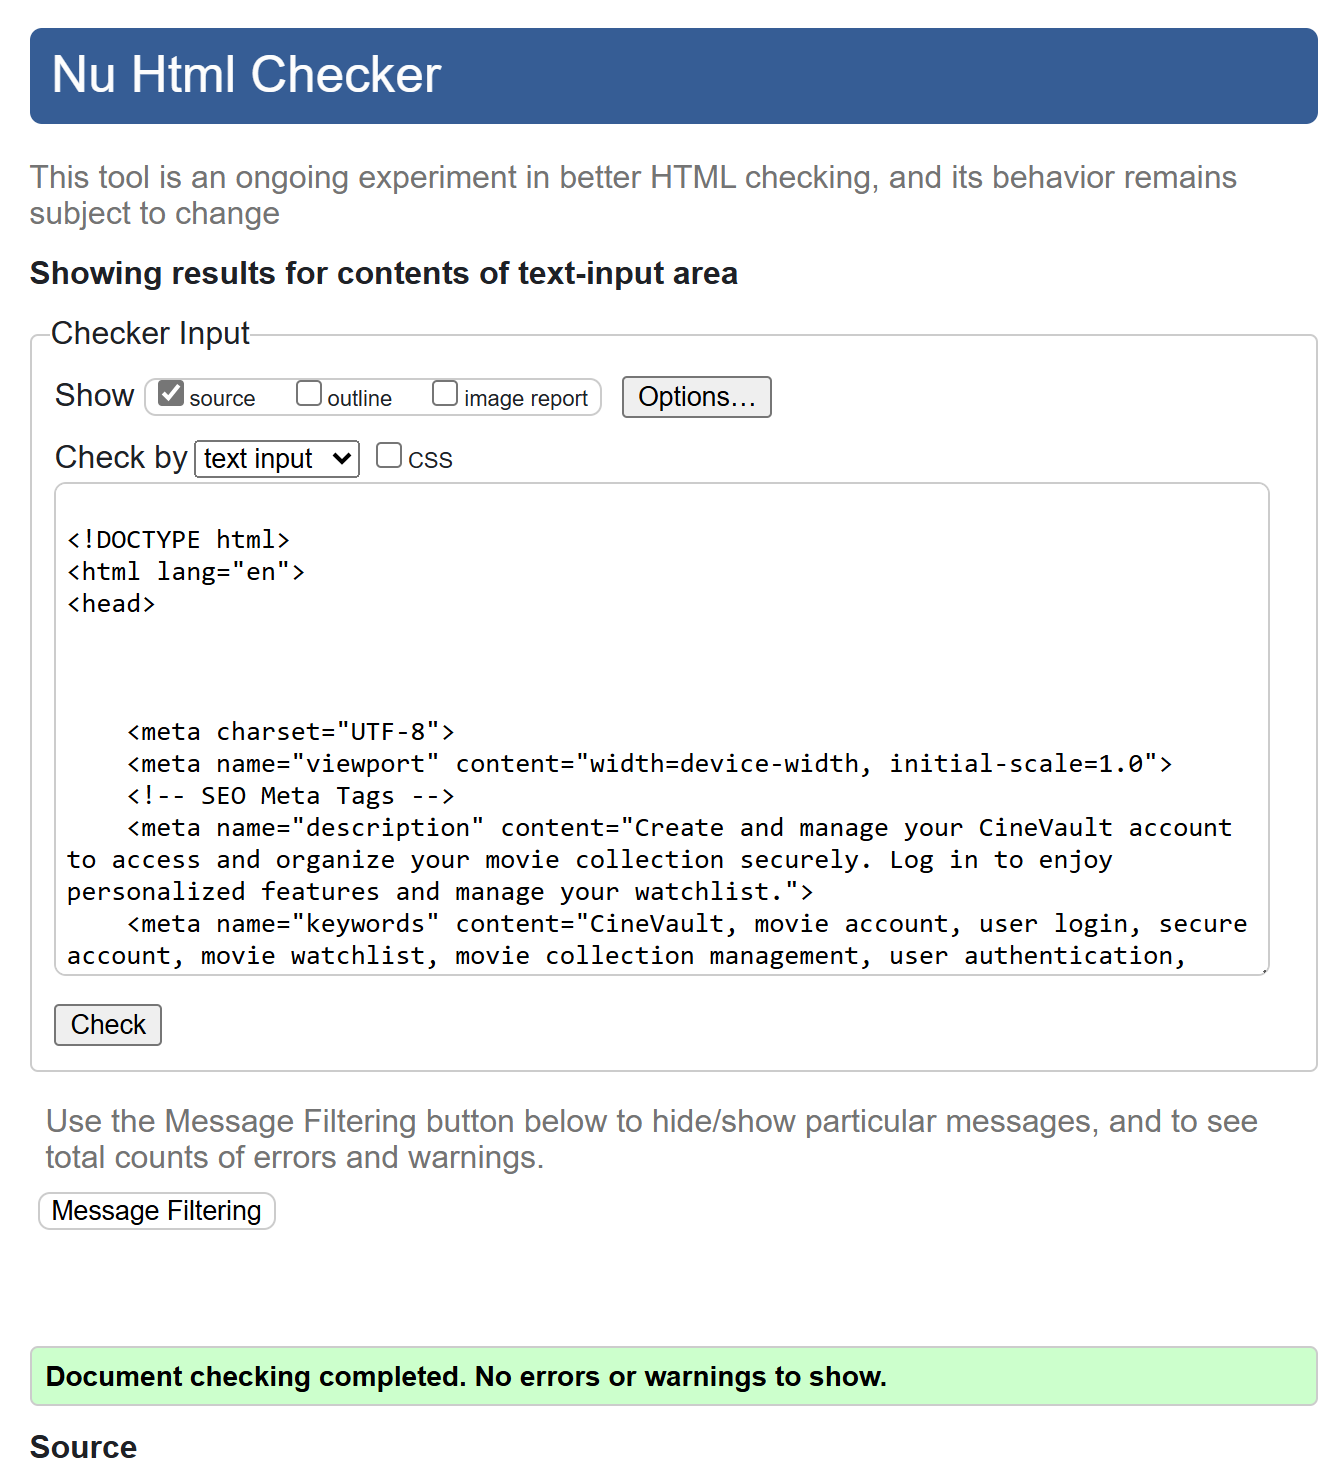 Nu Html Checker
This tool is an ongoing experiment in better HTML checking, and its behavior remains
subject to change
Showing results for contents of text-input area
Checker Input
Show source outline image report Options…
Check by text input CSS
<!DOCTYPE html>
<html lang="en">
<head>
<meta charset="UTF-8">
<meta name="viewport" content="width=device-width, initial-scale=1.0">
<!-- SEO Meta Tags -->
<meta name="description" content="Create and manage your CineVault account
to access and organize your movie collection securely. Log in to enjoy
personalized features and manage your watchlist.">
<meta name="keywords" content="CineVault, movie account, user login, secure
account, movie watchlist, movie collection management, user authentication,
Check
Use the Message Filtering button below to hide/show particular messages, and to see
total counts of errors and warnings.
Message Filtering
Document checking completed. No errors or warnings to show.
Source